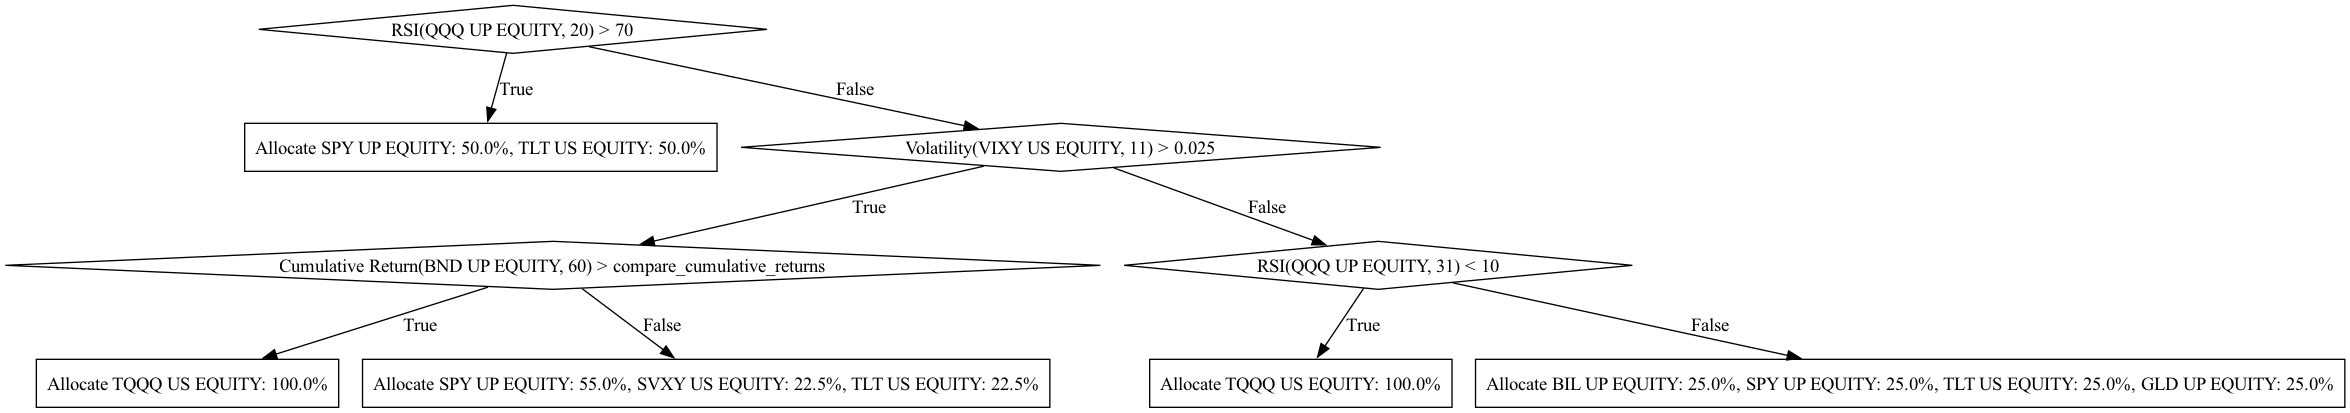 RSI(QQQ UP EQUITY, 20) > 70
True
False
Allocate SPY UP EQUITY: 50.0%, TLT US EQUITY: 50.0%
Volatility(VIXY US EQUITY, 11) > 0.025
True
False
Cumulative Return(BND UP EQUITY, 60) > compare_cumulative_returns
RSI(QQQ UP EQUITY, 31) < 10
True
False
True
False
Allocate TQQQ US EQUITY: 100.0%
Allocate SPY UP EQUITY: 55.0%, SVXY US EQUITY: 22.5%, TLT US EQUITY: 22.5%
Allocate TQQQ US EQUITY: 100.0%
Allocate BIL UP EQUITY: 25.0%, SPY UP EQUITY: 25.0%, TLT US EQUITY: 25.0%, GLD UP EQUITY: 25.0%